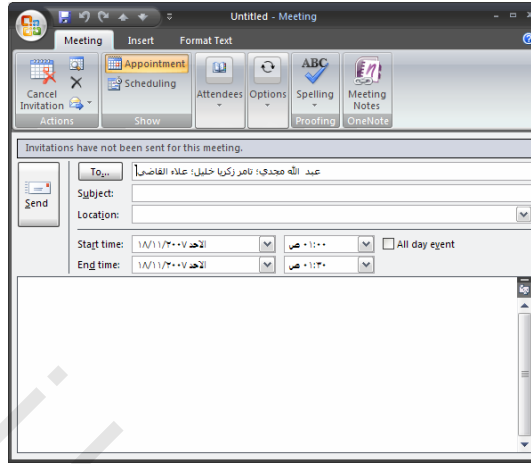 Untitled - Meeting
Meeting Insert Format Text
Cancel Invitation
Appointment
Scheduling
Attendees
Options
ABC
Spelling
Meeting Notes
Actions Show Proofing OneNote
Invitations have not been sent for this meeting.
Send
To... عبد الله مجدي؛ تامر زكريا خليل؛ علاء القاضي
Subject:
Location:
Start time: الأحد ١٨/١١/٢٠٠٧ ٠١:٠٠ ص All day event
End time: الأحد ١٨/١١/٢٠٠٧ ٠١:٣٠ ص